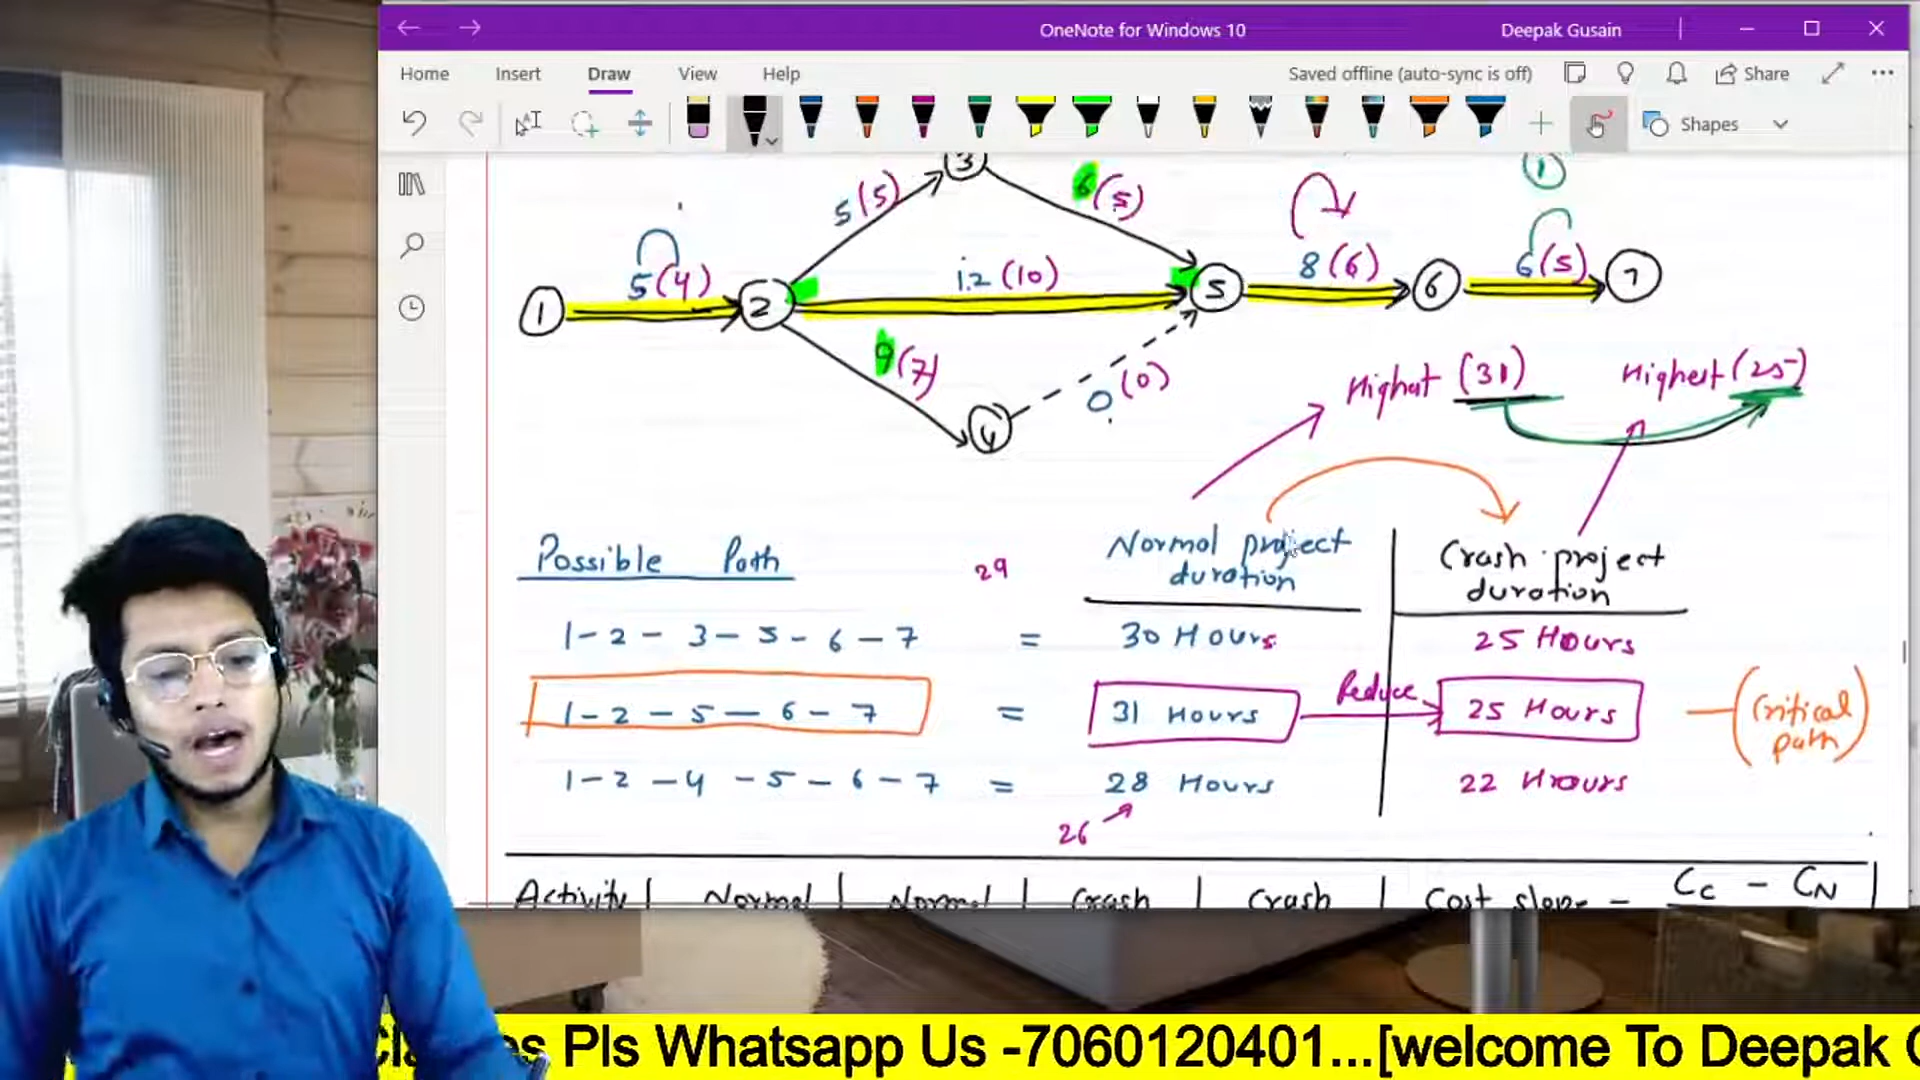 OneNote for Windows 10
Deepak Gusain
Home Insert Draw View Help
Saved offline (auto-sync is off) Share
Shapes
3
1
5(5)
6(5)
5(4)
12 (10)
8(6)
6(5)
1
2
5
6
7
9(7)
0(0)
4
Highest (31)
Highest (25)
Possible Path
29
Normal project
duration
Crash project
duration
1-2-3-5-6-7 = 30 Hours 25 Hours
1-2-5-6-7 = 31 Hours Reduce 25 Hours
(Critical
path)
1-2-4-5-6-7 = 28 Hours 22 Hours
26
Activity | Normal | Normal | Crash | Crash | Cost slope = Cc - CN
Pls Whatsapp Us -7060120401...[welcome To Deepak